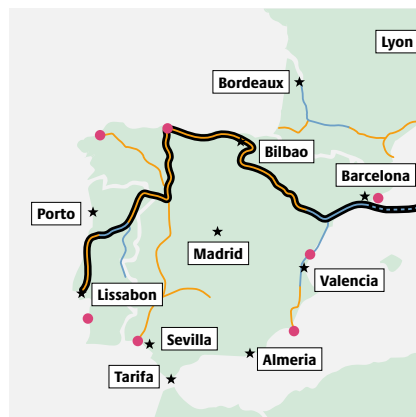 Lyon
Bordeaux
Bilbao
Barcelona
Porto
Madrid
Valencia
Lissabon
Sevilla
Almeria
Tarifa